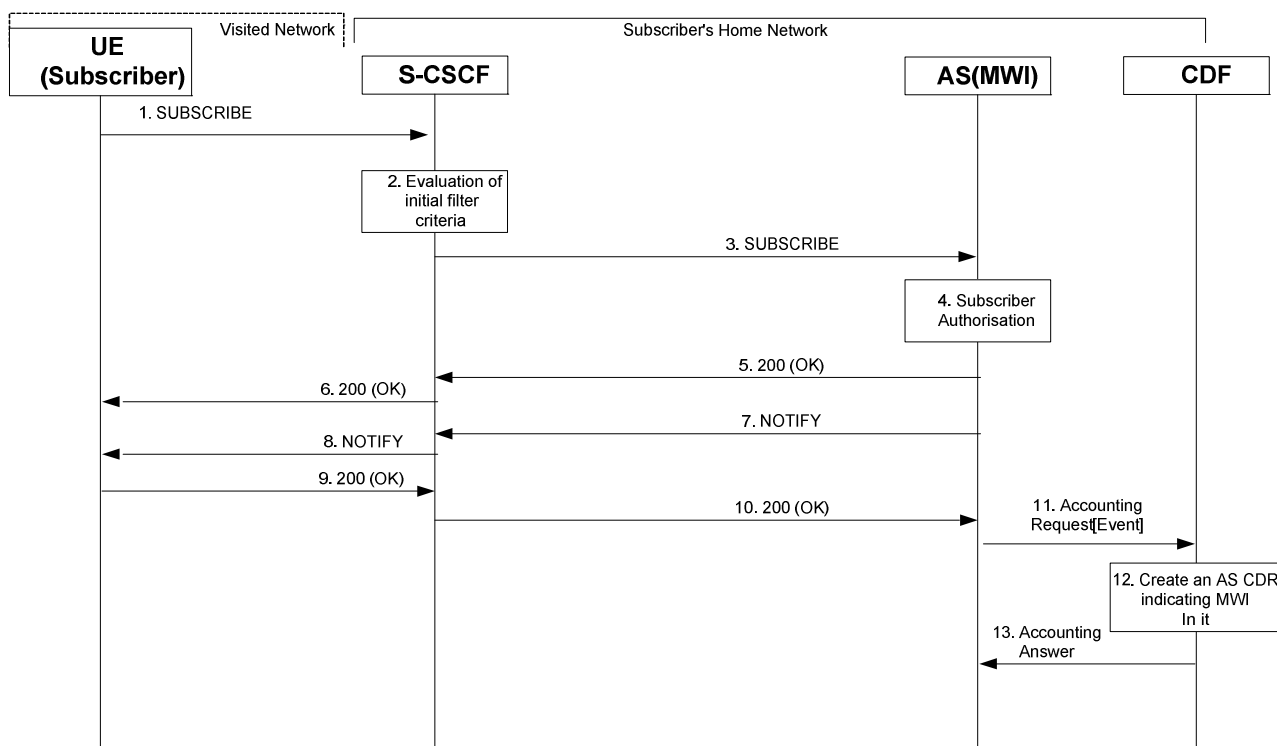 Visited Network
Subscriber's Home Network
UE
(Subscriber)
S-CSCF
AS(MWI)
CDF
1. SUBSCRIBE
2. Evaluation of
initial filter
criteria
3. SUBSCRIBE
4. Subscriber
Authorisation
5. 200 (OK)
6. 200 (OK)
7. NOTIFY
8. NOTIFY
9. 200 (OK)
10. 200 (OK)
11. Accounting
Request[Event]
12. Create an AS CDR
indicating MWI
In it
13. Accounting
Answer